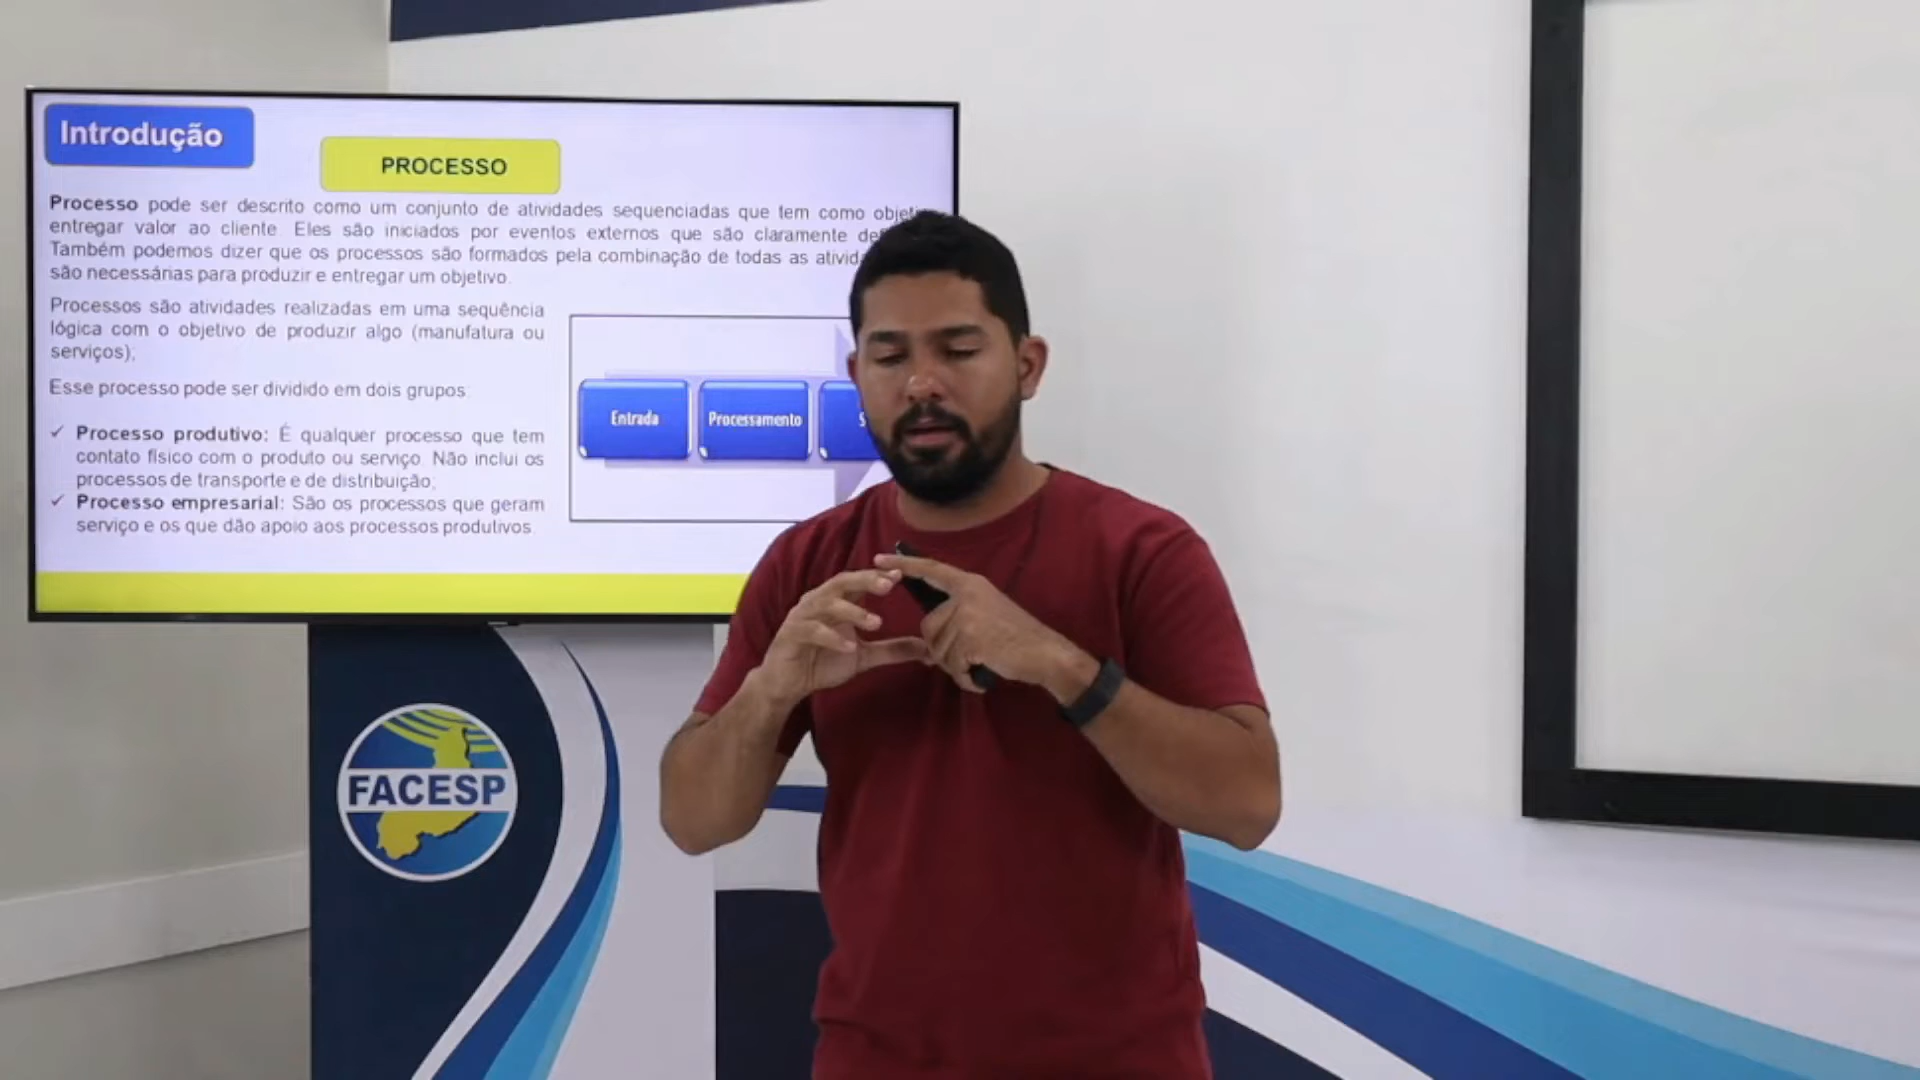 Introdução
PROCESSO
Processo pode ser descrito como um conjunto de atividades sequenciadas que tem como
entregar valor ao cliente. Eles são iniciados por eventos externos que são claramente
Também podemos dizer que os processos são formados pela combinação de todas as
são necessárias para produzir e entregar um objetivo.
Processos são atividades realizadas em uma sequência
lógica com o objetivo de produzir algo (manufatura ou
serviços);
Esse processo pode ser dividido em dois grupos:
✓ Processo produtivo: É qualquer processo que tem
contato físico com o produto ou serviço. Não inclui os
processos de transporte e de distribuição;
✓ Processo empresarial: São os processos que geram
serviço e os que dão apoio aos processos produtivos.
Entrada
Processamento
FACESP